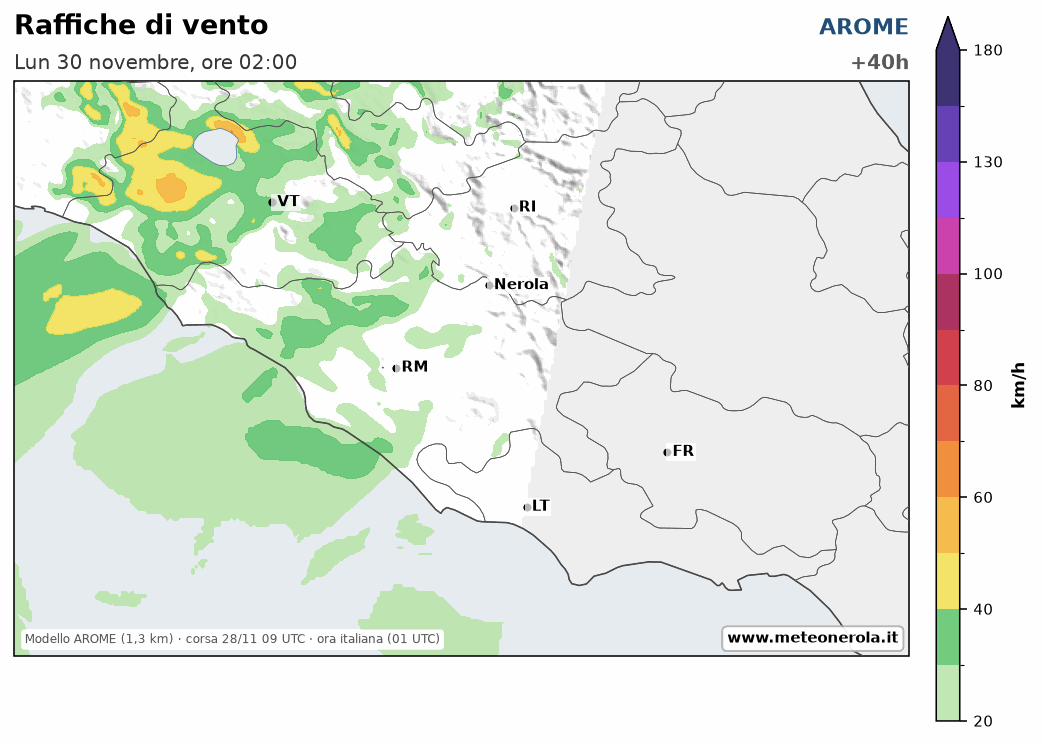 Raffiche di vento
AROME
Lun 30 novembre, ore 02:00
+40h
VT
RI
Nerola
RM
FR
LT
Modello AROME (1,3 km) · corsa 28/11 09 UTC · ora italiana (01 UTC)
www.meteonerola.it
180
130
100
80
60
40
20
km/h